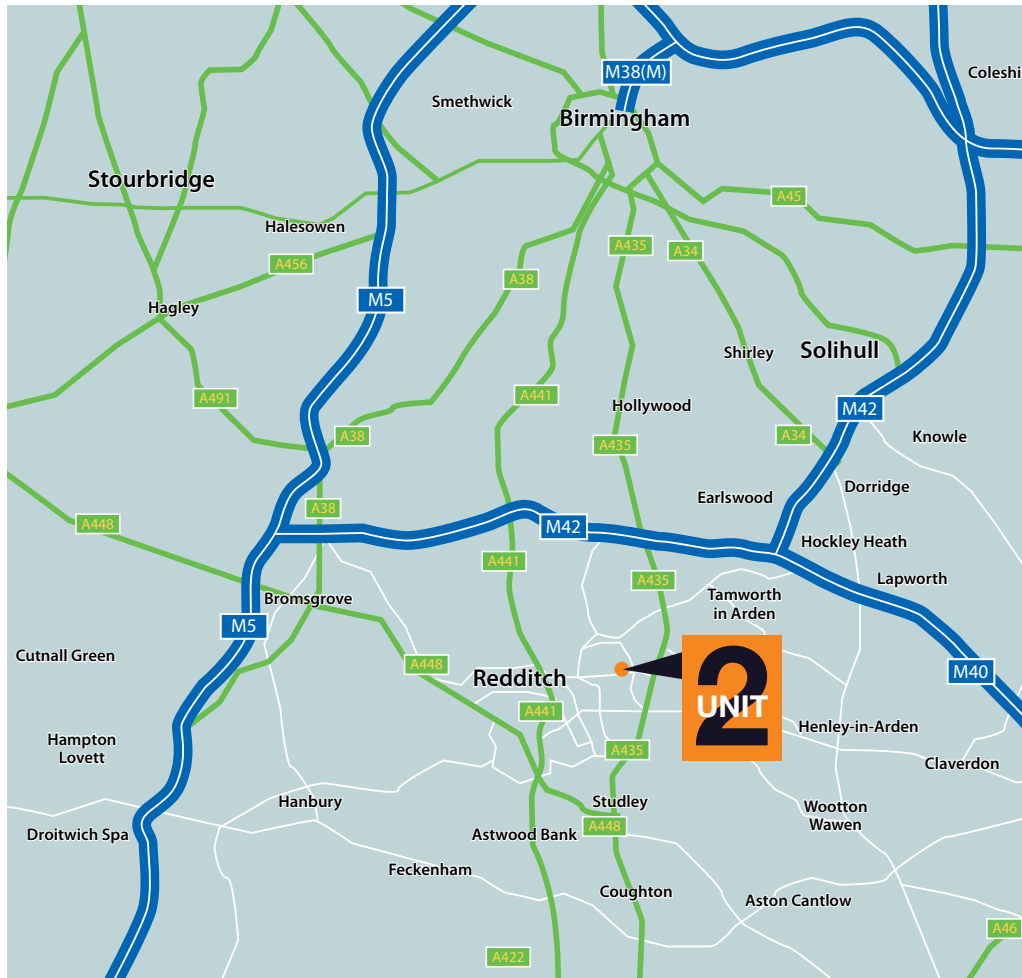 M38(M)
Coleshi
Smethwick
Birmingham
Stourbridge
A45
Halesowen
A435
A34
A456
A38
M5
Hagley
Shirley
Solihull
A491
A441
Hollywood
M42
A38
A435
A34
Knowle
Dorridge
Earlswood
A38
A448
M42
Hockley Heath
A441
Lapworth
A435
Bromsgrove
Tamworth
in Arden
M5
Cutnall Green
A448
Redditch
M40
2
UNIT
A441
Hampton
Lovett
Henley-in-Arden
A435
Claverdon
Hanbury
Studley
Wootton
Wawen
Droitwich Spa
Astwood Bank
A448
Feckenham
Coughton
Aston Cantlow
A46
A422